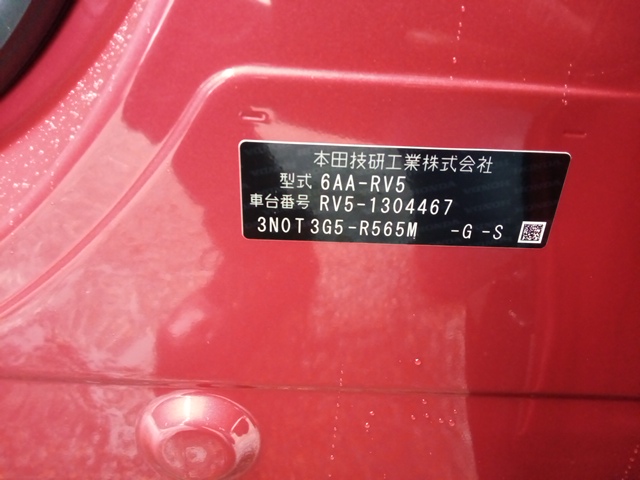 本田技研工業株式会社
型式 6AA-RV5
車台番号 RV5-1304467
3N0T3G5-R565M -G -S